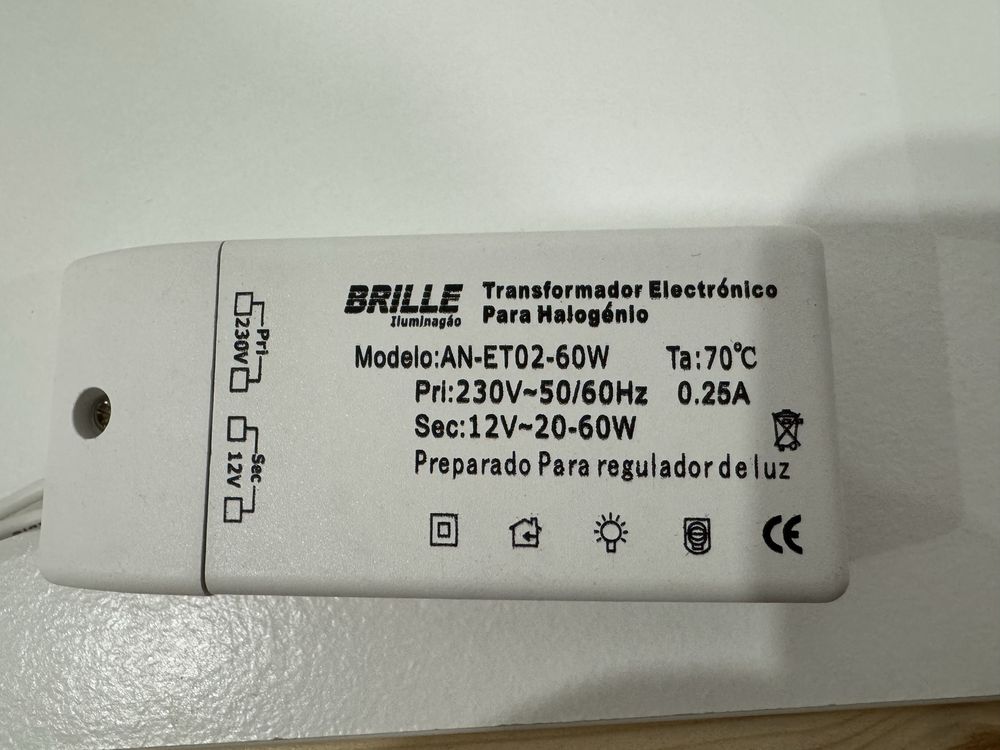 BRILLE
Iluminagáo
Transformador Electrónico
Para Halogénio
Modelo:AN-ET02-60W Ta:70℃
Pri:230V~50/60Hz 0.25A
Sec:12V~20-60W
Preparado Para regulador de luz
CE
Pri
230V
Sec
12V